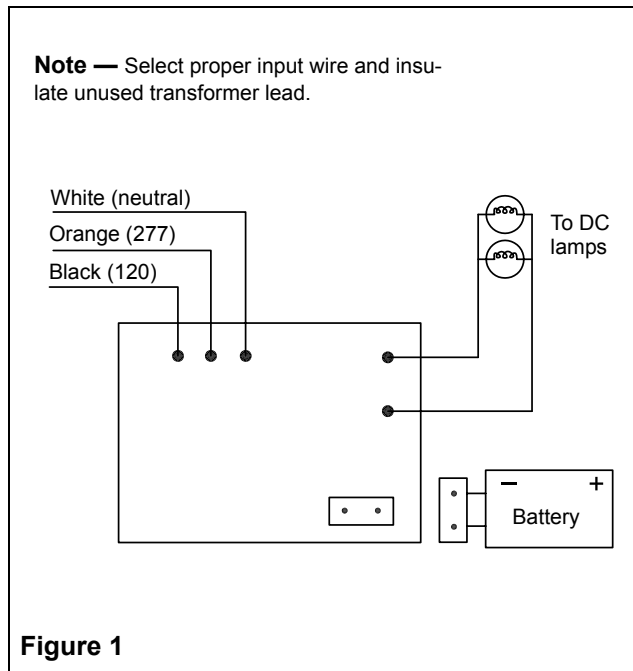 Note — Select proper input wire and insu-
late unused transformer lead.
White (neutral)
Orange (277)
Black (120)
To DC
lamps
– +
Battery
Figure 1